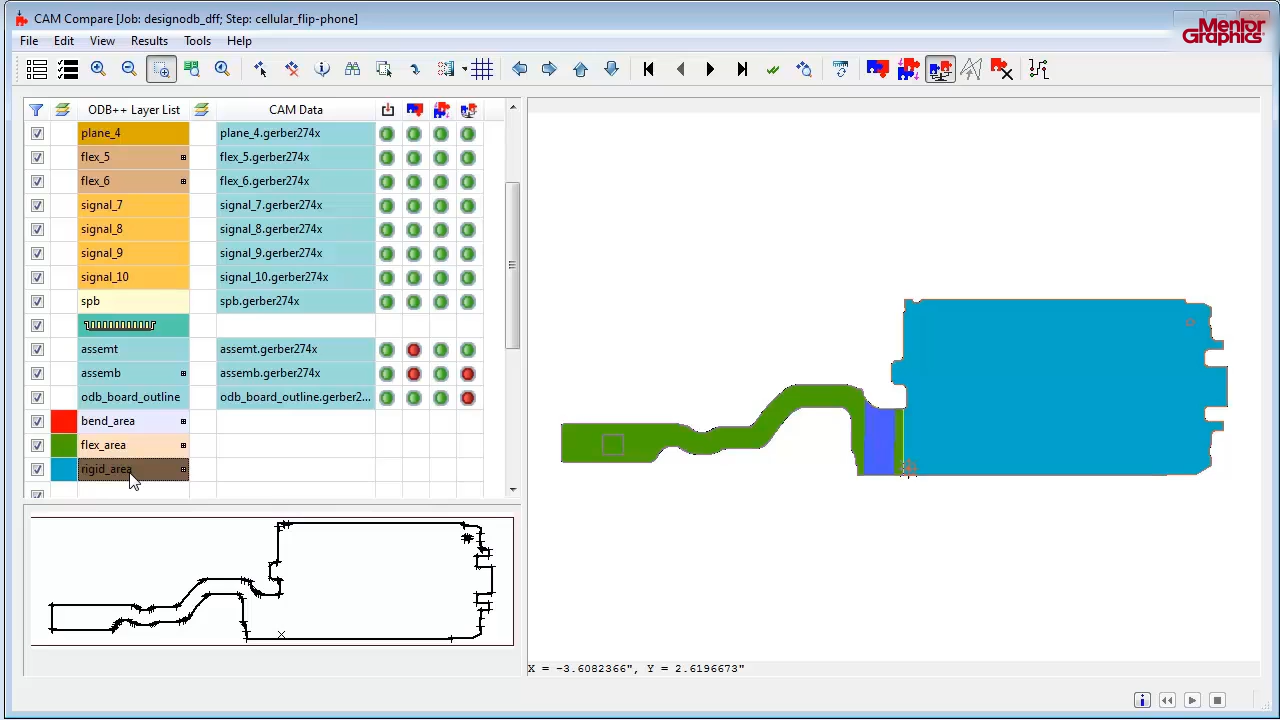 CAM Compare [Job: designodb_dff; Step: cellular_flip-phone]
Mentor
Graphics
File Edit View Results Tools Help
ODB++ Layer List CAM Data
plane_4 plane_4.gerber274x
flex_5 flex_5.gerber274x
flex_6 flex_6.gerber274x
signal_7 signal_7.gerber274x
signal_8 signal_8.gerber274x
signal_9 signal_9.gerber274x
signal_10 signal_10.gerber274x
spb spb.gerber274x
assemt assemt.gerber274x
assemb assemb.gerber274x
odb_board_outline odb_board_outline.gerber2...
bend_area
flex_area
rigid_area
X = -3.6082366", Y = 2.6196673"